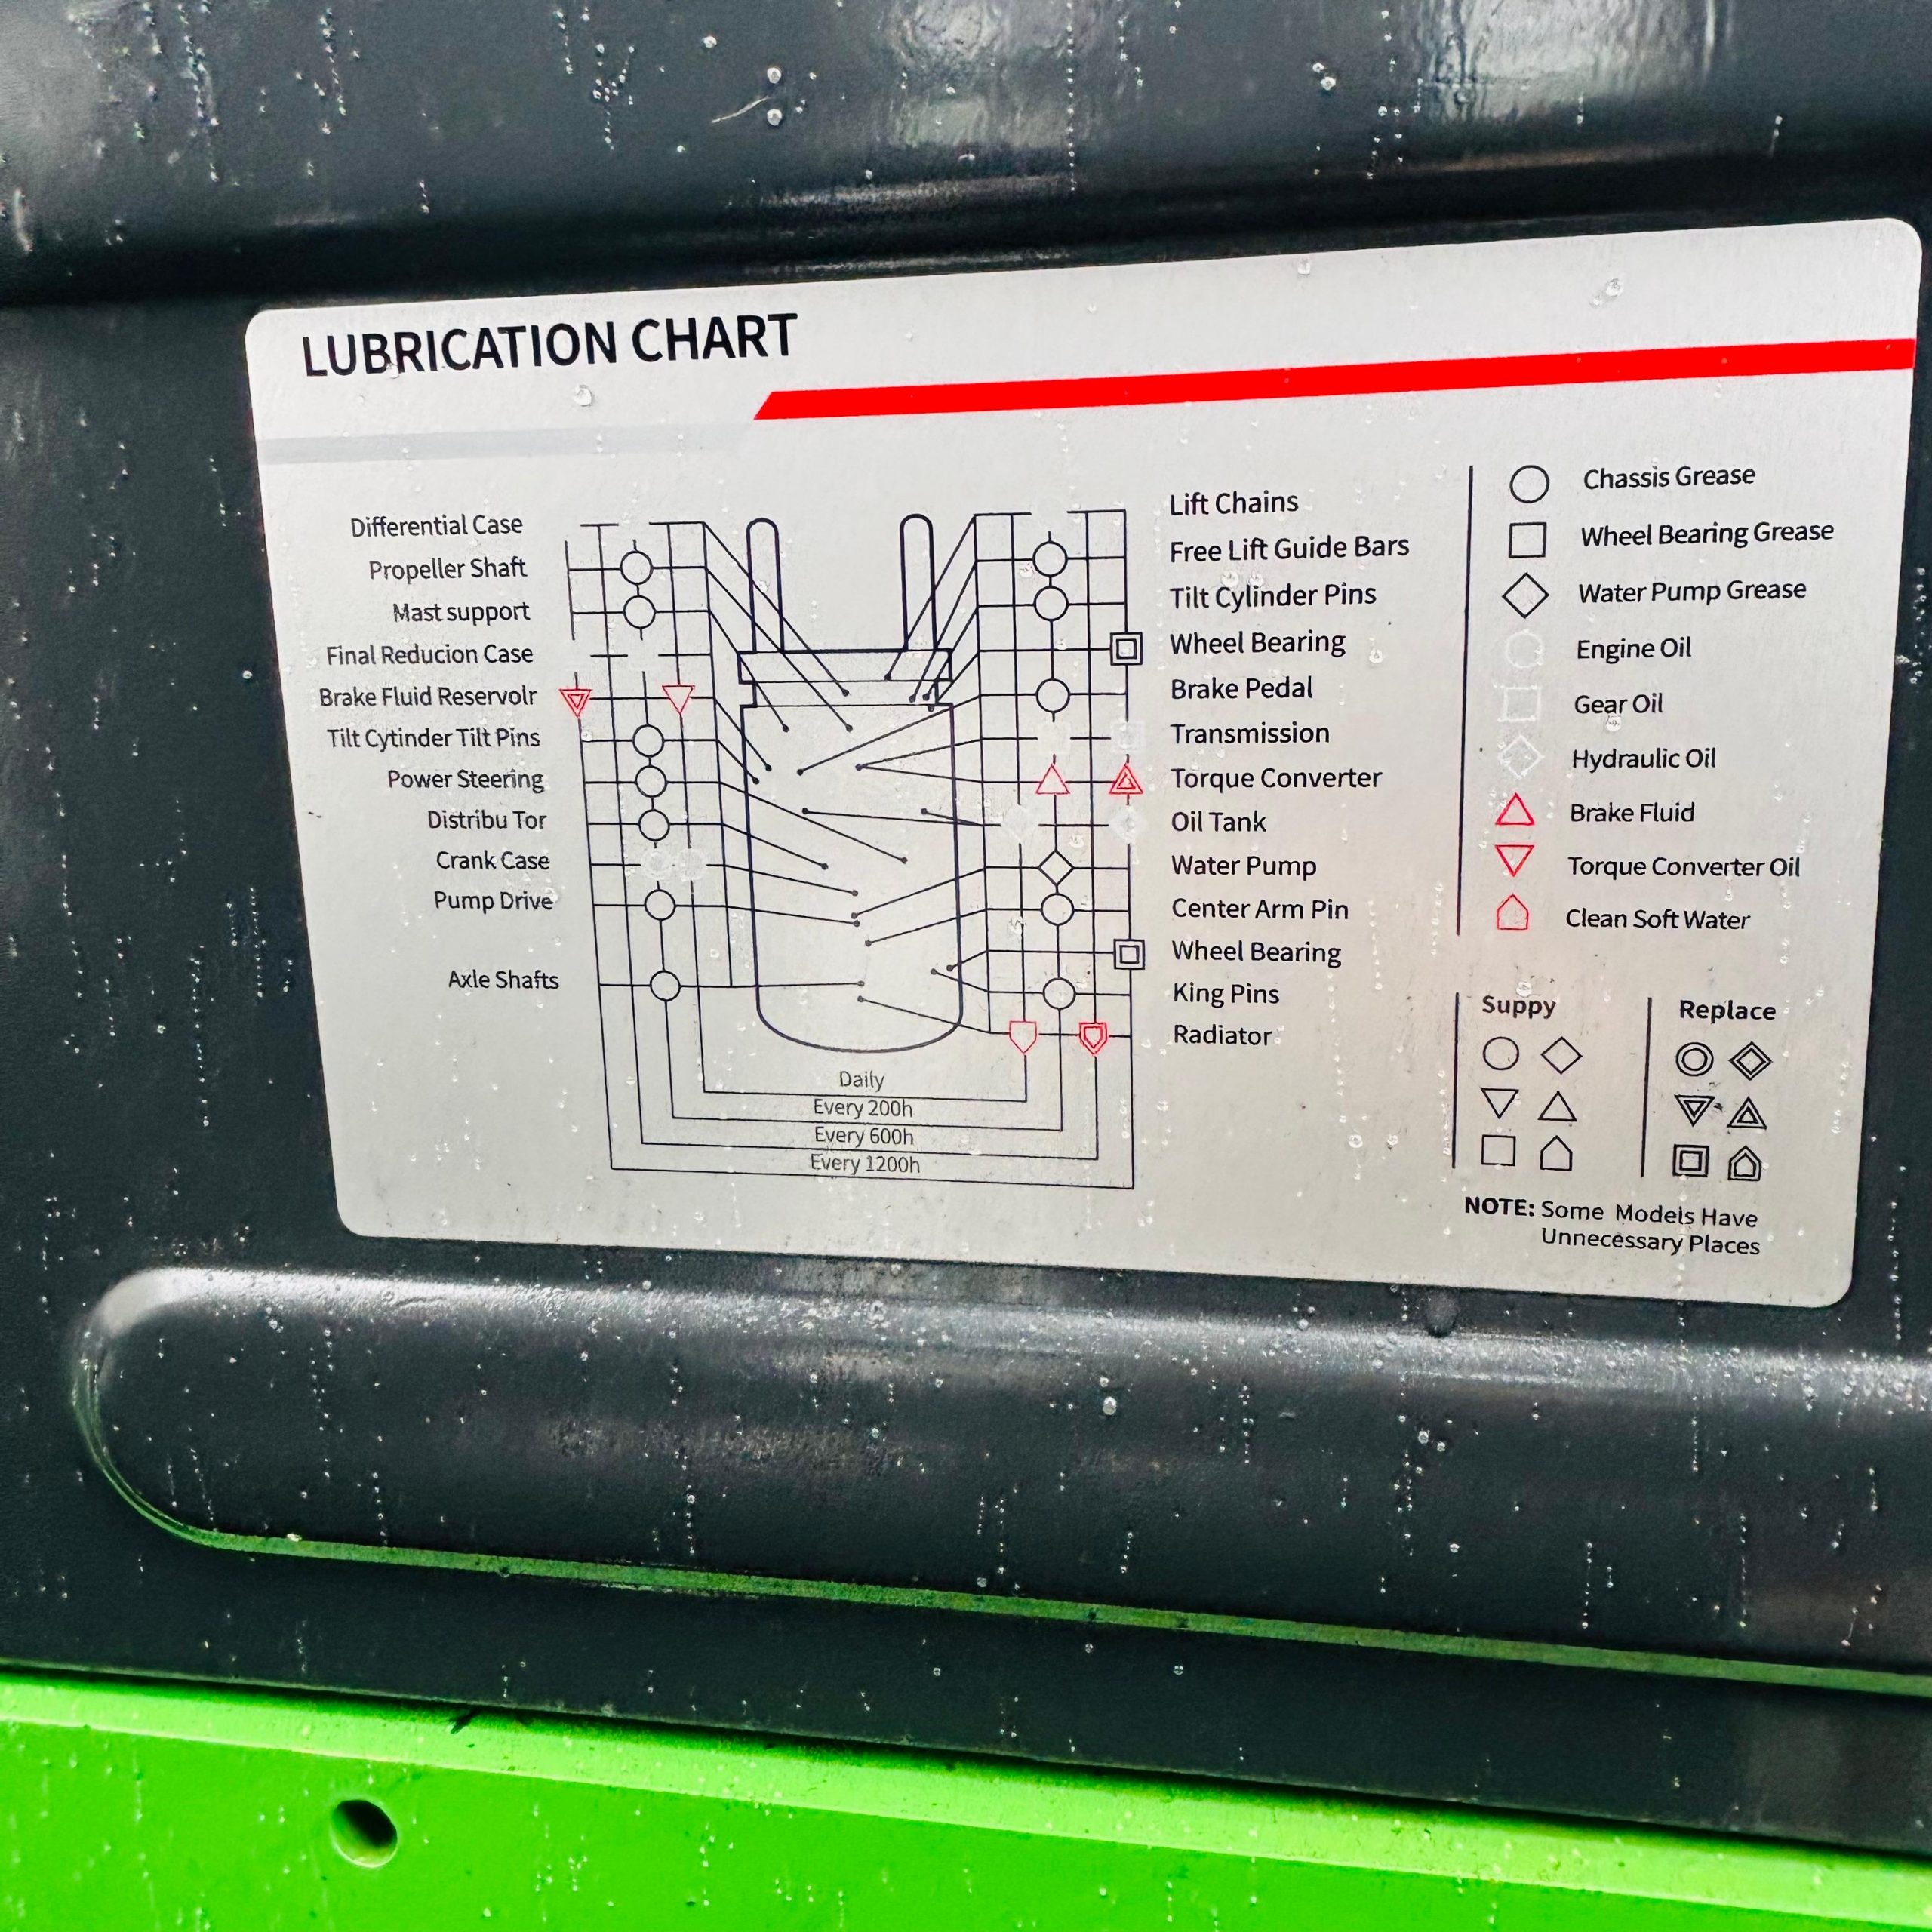 LUBRICATION CHART
Differential Case
Propeller Shaft
Mast support
Final Reducion Case
Brake Fluid Reservolr
Tilt Cytinder Tilt Pins
Power Steering
Distribu Tor
Crank Case
Pump Drive
Axle Shafts
Lift Chains
Free Lift Guide Bars
Tilt Cylinder Pins
Wheel Bearing
Brake Pedal
Transmission
Torque Converter
Oil Tank
Water Pump
Center Arm Pin
Wheel Bearing
King Pins
Radiator
Daily
Every 200h
Every 600h
Every 1200h
Chassis Grease
Wheel Bearing Grease
Water Pump Grease
Engine Oil
Gear Oil
Hydraulic Oil
Brake Fluid
Torque Converter Oil
Clean Soft Water
Suppy
Replace
NOTE: Some Models Have
Unnecessary Places